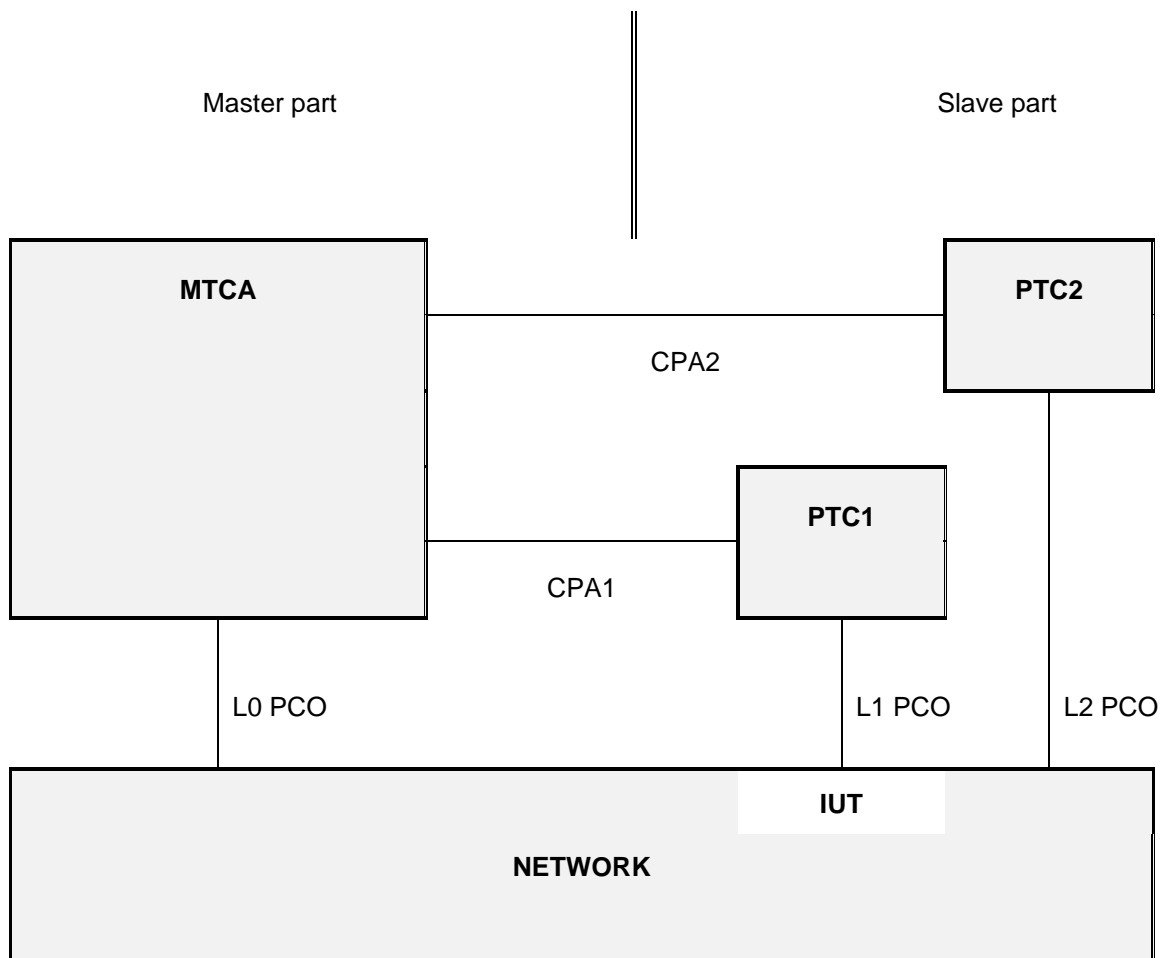 Master part
Slave part
MTCA
PTC2
CPA2
PTC1
CPA1
L0 PCO
L1 PCO
L2 PCO
IUT
NETWORK